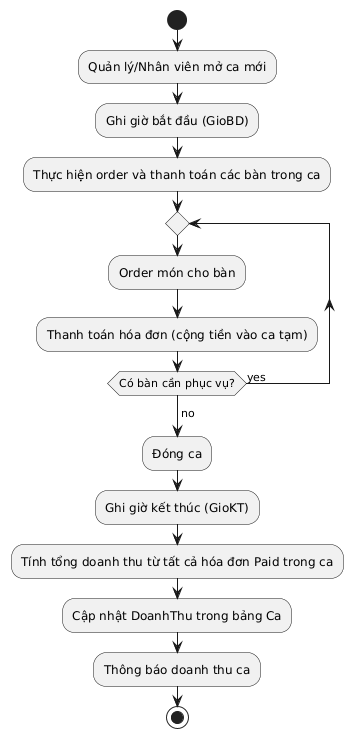 Quản lý/Nhân viên mở ca mới
Ghi giờ bắt đầu (GioBD)
Thực hiện order và thanh toán các bàn trong ca
Order món cho bàn
Thanh toán hóa đơn (cộng tiền vào ca tạm)
Có bàn cần phục vụ?
yes
no
Đóng ca
Ghi giờ kết thúc (GioKT)
Tính tổng doanh thu từ tất cả hóa đơn Paid trong ca
Cập nhật DoanhThu trong bảng Ca
Thông báo doanh thu ca